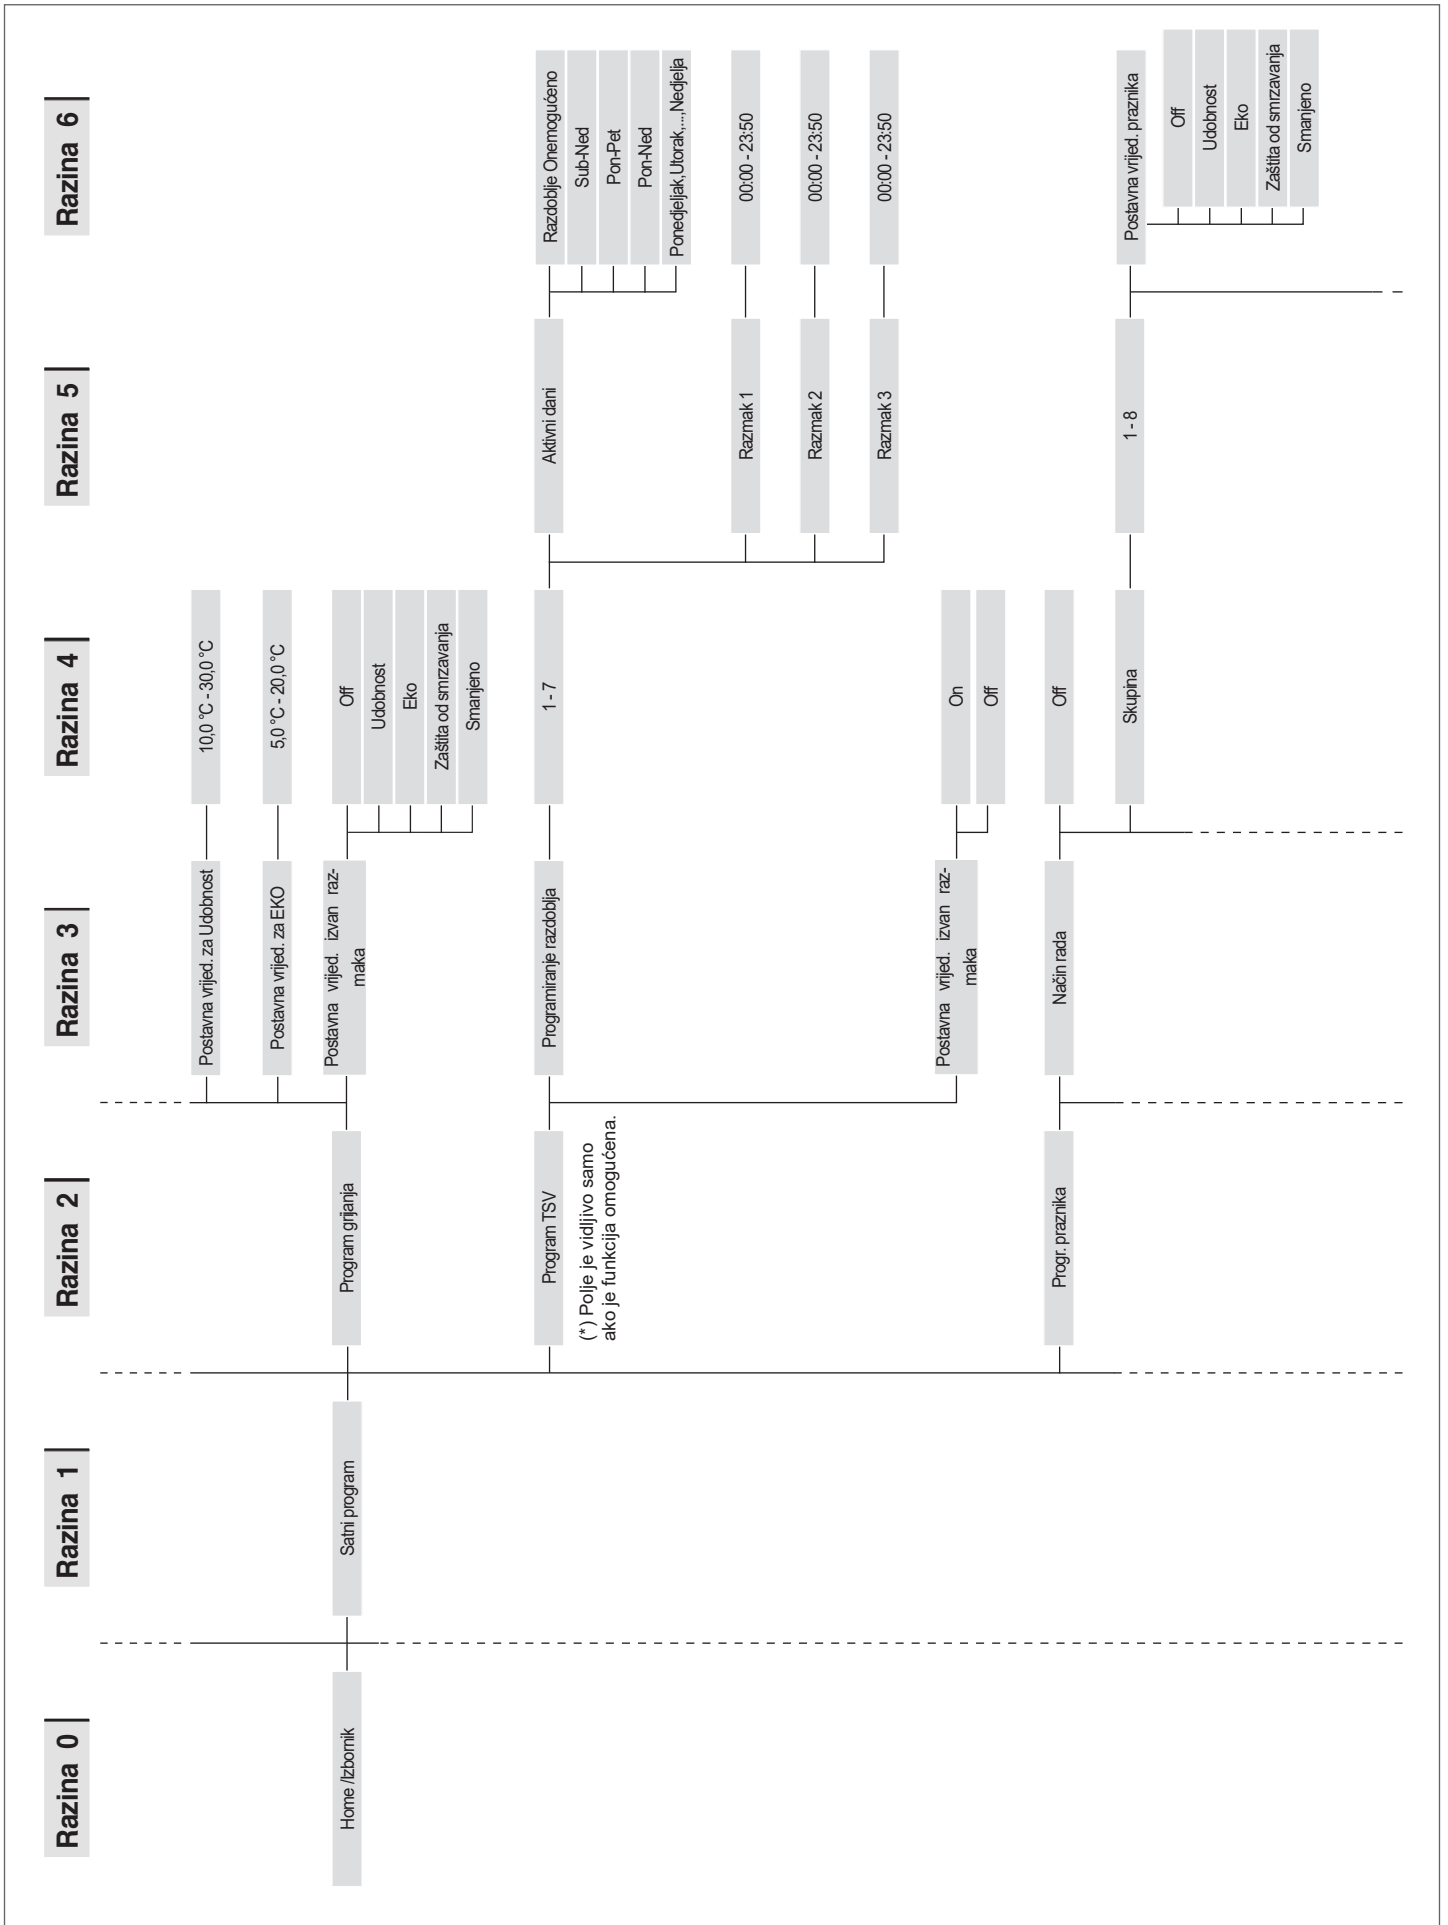 Razina 0
Razina 1
Razina 2
Razina 3
Razina 4
Razina 5
Razina 6
Home /Izbornik
Satni program
Program grijanja
Postavna vrijed. za Udobnost
10,0 °C - 30,0 °C
Postavna vrijed. za EKO
5,0 °C - 20,0 °C
Postavna vrijed. izvan raz-
maka
Off
Udobnost
Eko
Zaštita od smrzavanja
Smanjeno
Program TSV
(*) Polje je vidljivo samo
ako je funkcija omogućena.
Programiranje razdoblja
1 - 7
Aktivni dani
Razdoblje Onemogućeno
Sub-Ned
Pon-Pet
Pon-Ned
Ponedjeljak,Utorak,...,Nedjelja
Razmak 1
00:00 - 23:50
Razmak 2
00:00 - 23:50
Razmak 3
00:00 - 23:50
Postavna vrijed. izvan raz-
maka
On
Off
Progr. praznika
Način rada
Off
Skupina
1 - 8
Postavna vrijed. praznika
Off
Udobnost
Eko
Zaštita od smrzavanja
Smanjeno